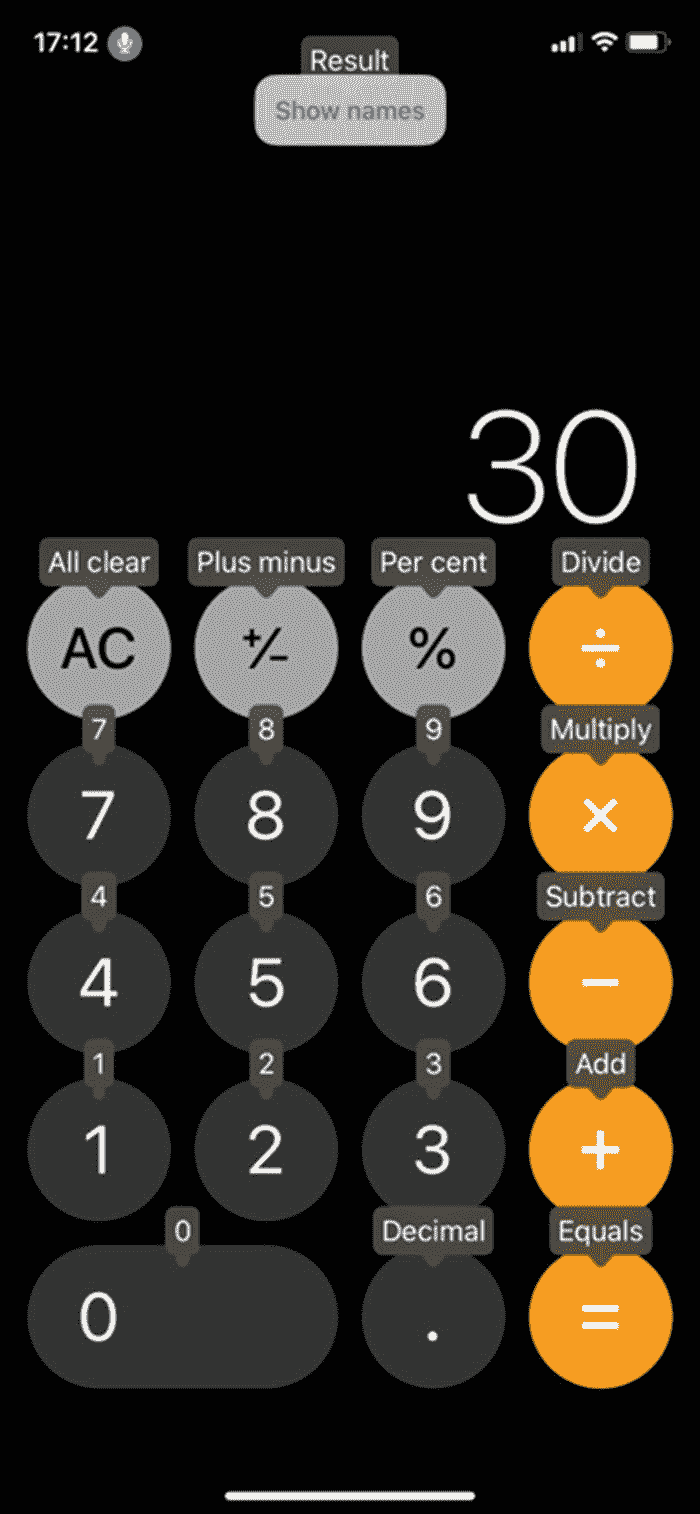 17:12
Result
Show names
30
All clear Plus minus Per cent Divide
AC +/− % ÷
7 8 9 Multiply
7 8 9 ×
4 5 6 Subtract
4 5 6 −
1 2 3 Add
1 2 3 +
0 Decimal Equals
0 . =